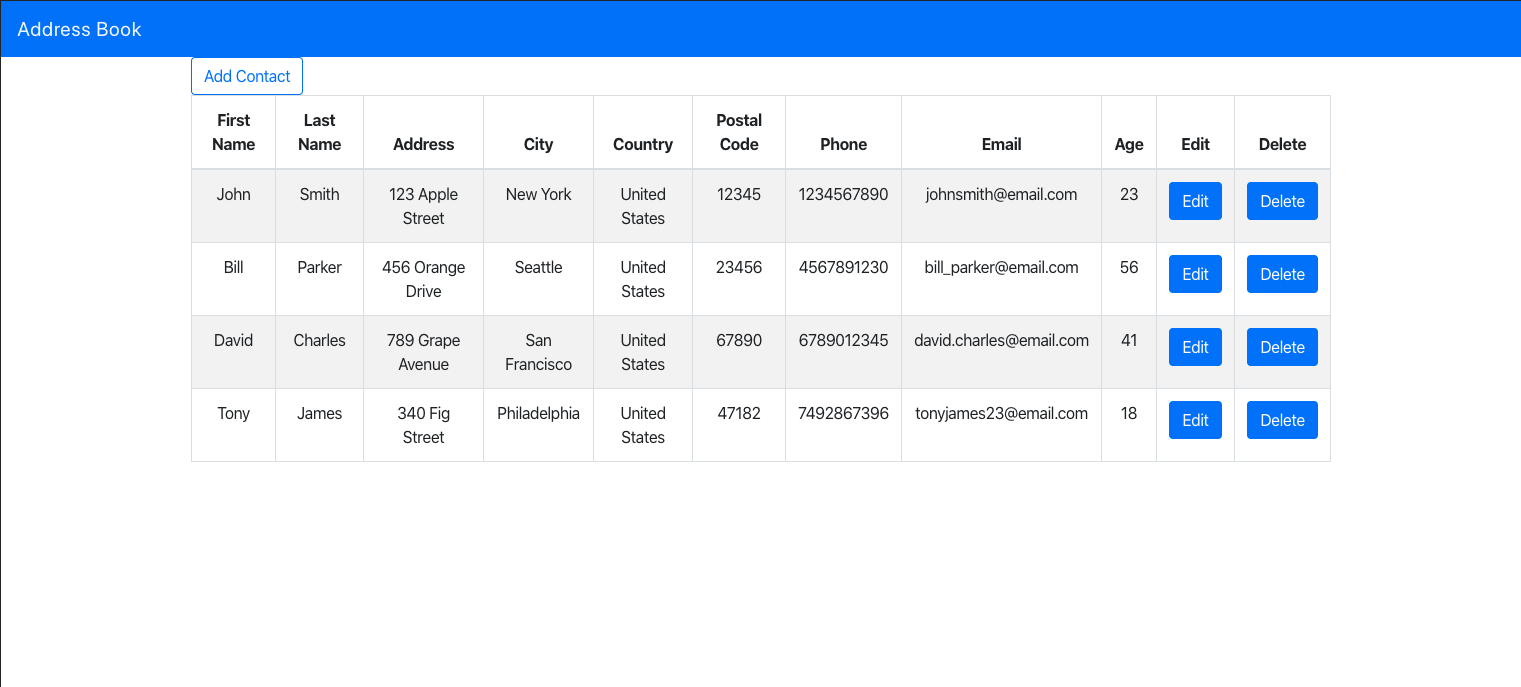 Address Book
Add Contact
First Name Last Name Address City Country Postal Code Phone Email Age Edit Delete
John Smith 123 Apple Street New York United States 12345 1234567890 johnsmith@email.com 23 Edit Delete
Bill Parker 456 Orange Drive Seattle United States 23456 4567891230 bill_parker@email.com 56 Edit Delete
David Charles 789 Grape Avenue San Francisco United States 67890 6789012345 david.charles@email.com 41 Edit Delete
Tony James 340 Fig Street Philadelphia United States 47182 7492867396 tonyjames23@email.com 18 Edit Delete